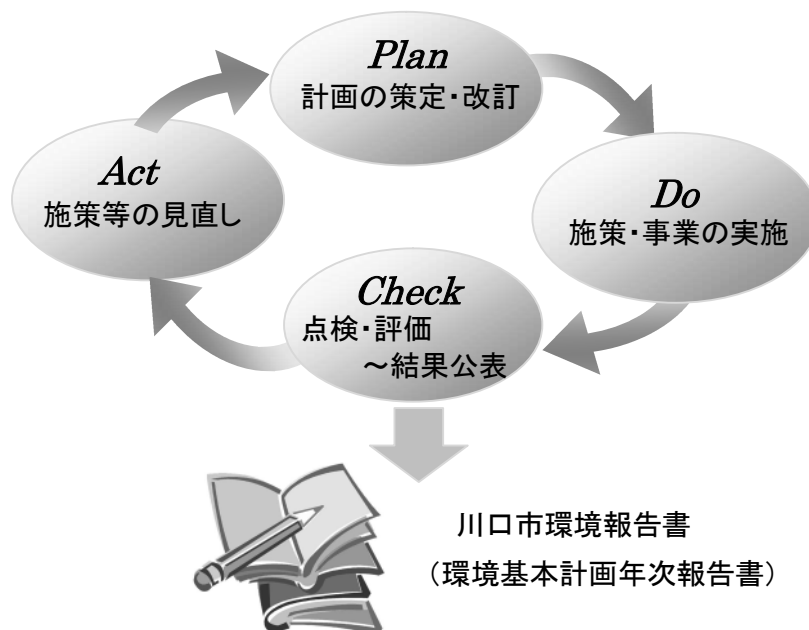 Plan
計画の策定・改訂
Act
施策等の見直し
Do
施策・事業の実施
Check
点検・評価
～結果公表
川口市環境報告書
（環境基本計画年次報告書）